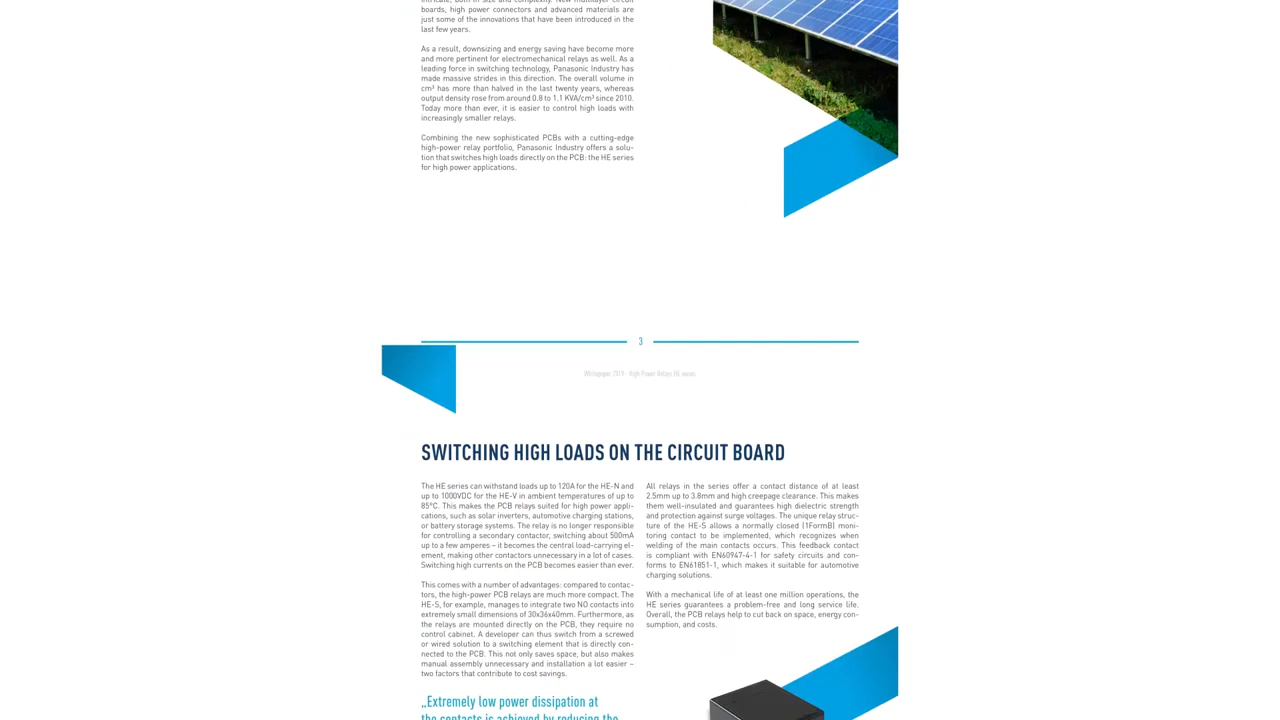 intricate, both in size and complexity. New multilayer circuit
boards, high power connectors and advanced materials are
just some of the innovations that have been introduced in the
last few years.
As a result, downsizing and energy saving have become more
and more pertinent for electromechanical relays as well. As a
leading force in switching technology, Panasonic Industry has
made massive strides in this direction. The overall volume in
cm³ has more than halved in the last twenty years, whereas
output density rose from around 0.8 to 1.1 KVA/cm³ since 2010.
Today more than ever, it is easier to control high loads with
increasingly smaller relays.
Combining the new sophisticated PCBs with a cutting-edge
high-power relay portfolio, Panasonic Industry offers a solu-
tion that switches high loads directly on the PCB: the HE series
for high power applications.
3
Whitepaper 2019 - High Power Relays HE series
SWITCHING HIGH LOADS ON THE CIRCUIT BOARD
The HE series can withstand loads up to 120A for the HE-N and
up to 1000VDC for the HE-V in ambient temperatures of up to
85°C. This makes the PCB relays suited for high power appli-
cations, such as solar inverters, automotive charging stations,
or battery storage systems. The relay is no longer responsible
for controlling a secondary contactor, switching about 500mA
up to a few amperes – it becomes the central load-carrying el-
ement, making other contactors unnecessary in a lot of cases.
Switching high currents on the PCB becomes easier than ever.
This comes with a number of advantages: compared to contac-
tors, the high-power PCB relays are much more compact. The
HE-S, for example, manages to integrate two NO contacts into
extremely small dimensions of 30x36x40mm. Furthermore, as
the relays are mounted directly on the PCB, they require no
control cabinet. A developer can thus switch from a screwed
or wired solution to a switching element that is directly con-
nected to the PCB. This not only saves space, but also makes
manual assembly unnecessary and installation a lot easier –
two factors that contribute to cost savings.
„Extremely low power dissipation at
the contacts is achieved by reducing the
All relays in the series offer a contact distance of at least
2.5mm up to 3.8mm and high creepage clearance. This makes
them well-insulated and guarantees high dielectric strength
and protection against surge voltages. The unique relay struc-
ture of the HE-S allows a normally closed (1FormB) moni-
toring contact to be implemented, which recognizes when
welding of the main contacts occurs. This feedback contact
is compliant with EN60947-4-1 for safety circuits and con-
forms to EN61851-1, which makes it suitable for automotive
charging solutions.
With a mechanical life of at least one million operations, the
HE series guarantees a problem-free and long service life.
Overall, the PCB relays help to cut back on space, energy con-
sumption, and costs.